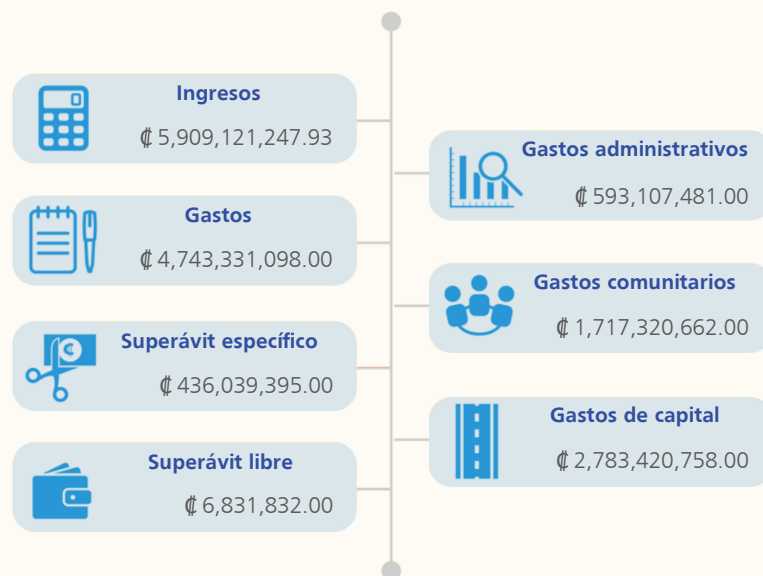 Ingresos
₡ 5,909,121,247.93
Gastos
₡ 4,743,331,098.00
Superávit específico
₡ 436,039,395.00
Superávit libre
₡ 6,831,832.00
Gastos administrativos
₡ 593,107,481.00
Gastos comunitarios
₡ 1,717,320,662.00
Gastos de capital
₡ 2,783,420,758.00